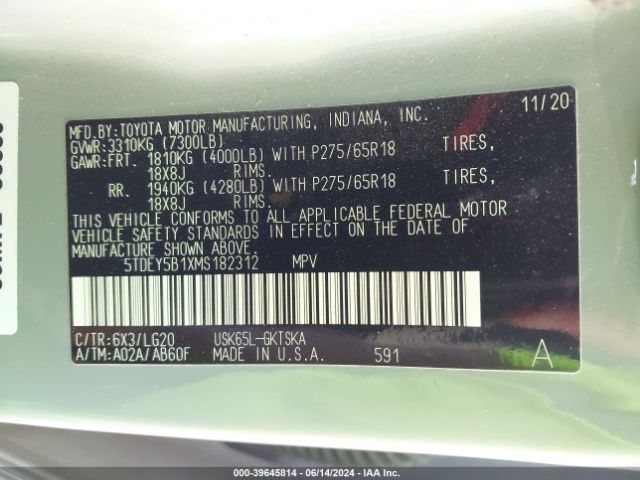 MFD.BY:TOYOTA MOTOR MANUFACTURING, INDIANA, INC. 11/20
GVWR:3310KG (7300LB)
GAWR:FRT. 1810KG (4000LB) WITH P275/65R18 TIRES,
18X8J RIMS.
RR. 1940KG (4280LB) WITH P275/65R18 TIRES,
18X8J RIMS.
THIS VEHICLE CONFORMS TO ALL APPLICABLE FEDERAL MOTOR
VEHICLE SAFETY STANDARDS IN EFFECT ON THE DATE OF
MANUFACTURE SHOWN ABOVE.
5TDEY5B1XMS182312 MPV
C/TR:6X3/LG20 USK65L-GKTSKA
A/TM:A02A/AB60F MADE IN U.S.A. 591 A
000-39645814 - 06/14/2024 - IAA Inc.